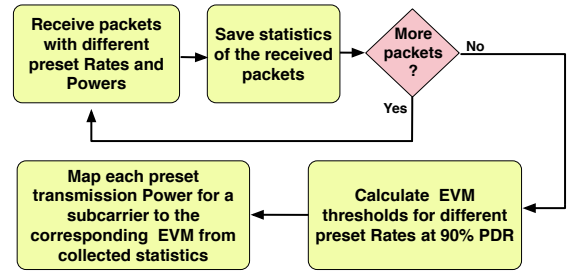 Receive packets
with different
preset Rates and
Powers
Save statistics
of the received
packets
More
packets
?
No
Yes
Map each preset
transmission Power for a
subcarrier to the
corresponding EVM from
collected statistics
Calculate EVM
thresholds for different
preset Rates at 90% PDR